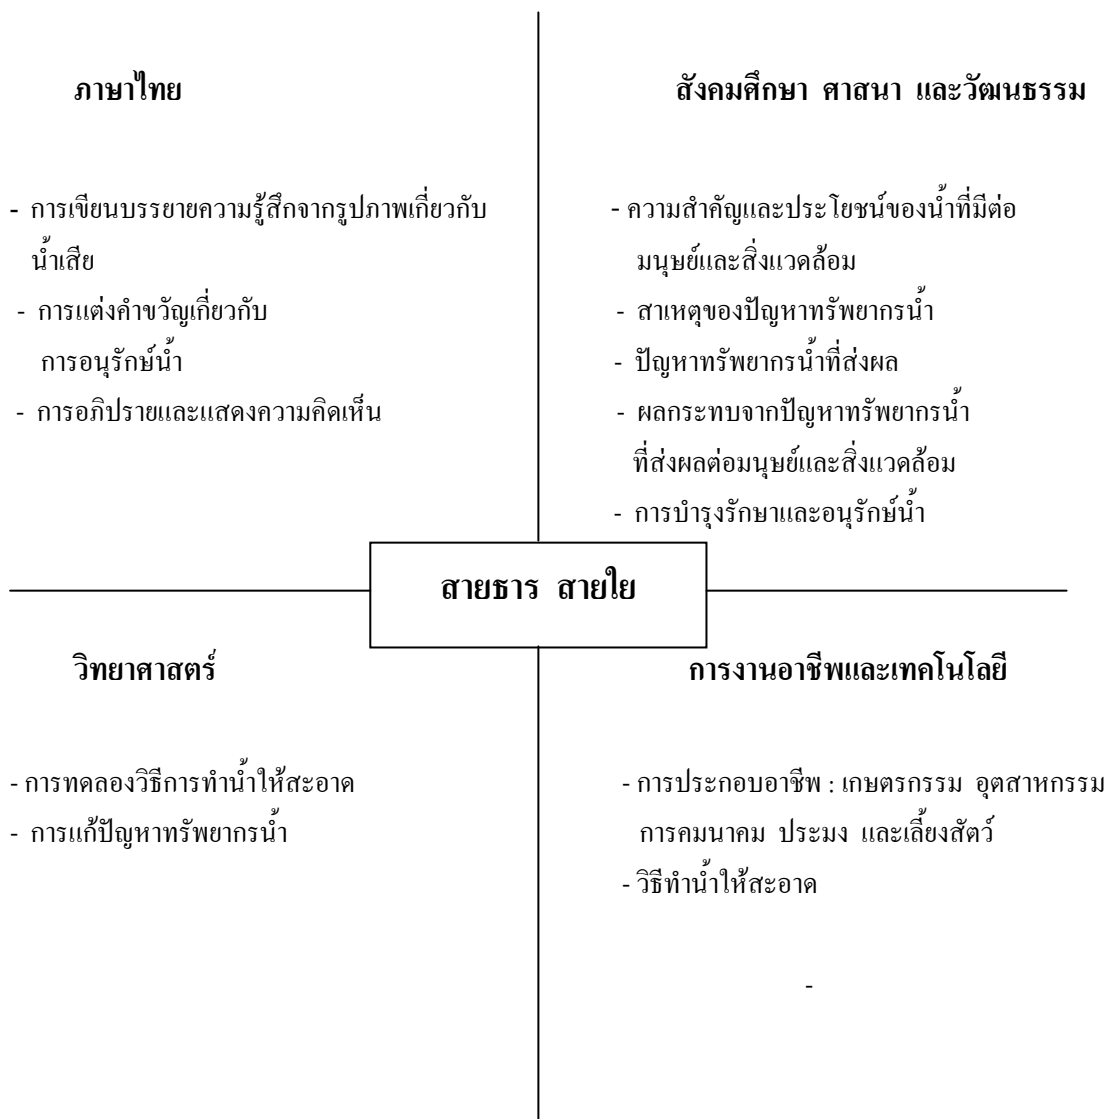 ภาษาไทย
- การเขียนบรรยายความรู้สึกจากรูปภาพเกี่ยวกับ
น้ำเสีย
- การแต่งคำขวัญเกี่ยวกับ
การอนุรักษ์น้ำ
- การอภิปรายและแสดงความคิดเห็น
สังคมศึกษา ศาสนา และวัฒนธรรม
- ความสำคัญและประโยชน์ของน้ำที่มีต่อ
มนุษย์และสิ่งแวดล้อม
- สาเหตุของปัญหาทรัพยากรน้ำ
- ปัญหาทรัพยากรน้ำที่ส่งผล
- ผลกระทบจากปัญหาทรัพยากรน้ำ
ที่ส่งผลต่อมนุษย์และสิ่งแวดล้อม
- การบำรุงรักษาและอนุรักษ์น้ำ
สายธาร สายใย
วิทยาศาสตร์
- การทดลองวิธีการทำน้ำให้สะอาด
- การแก้ปัญหาทรัพยากรน้ำ
การงานอาชีพและเทคโนโลยี
- การประกอบอาชีพ : เกษตรกรรม อุตสาหกรรม
การคมนาคม ประมง และเลี้ยงสัตว์
- วิธีทำน้ำให้สะอาด
-